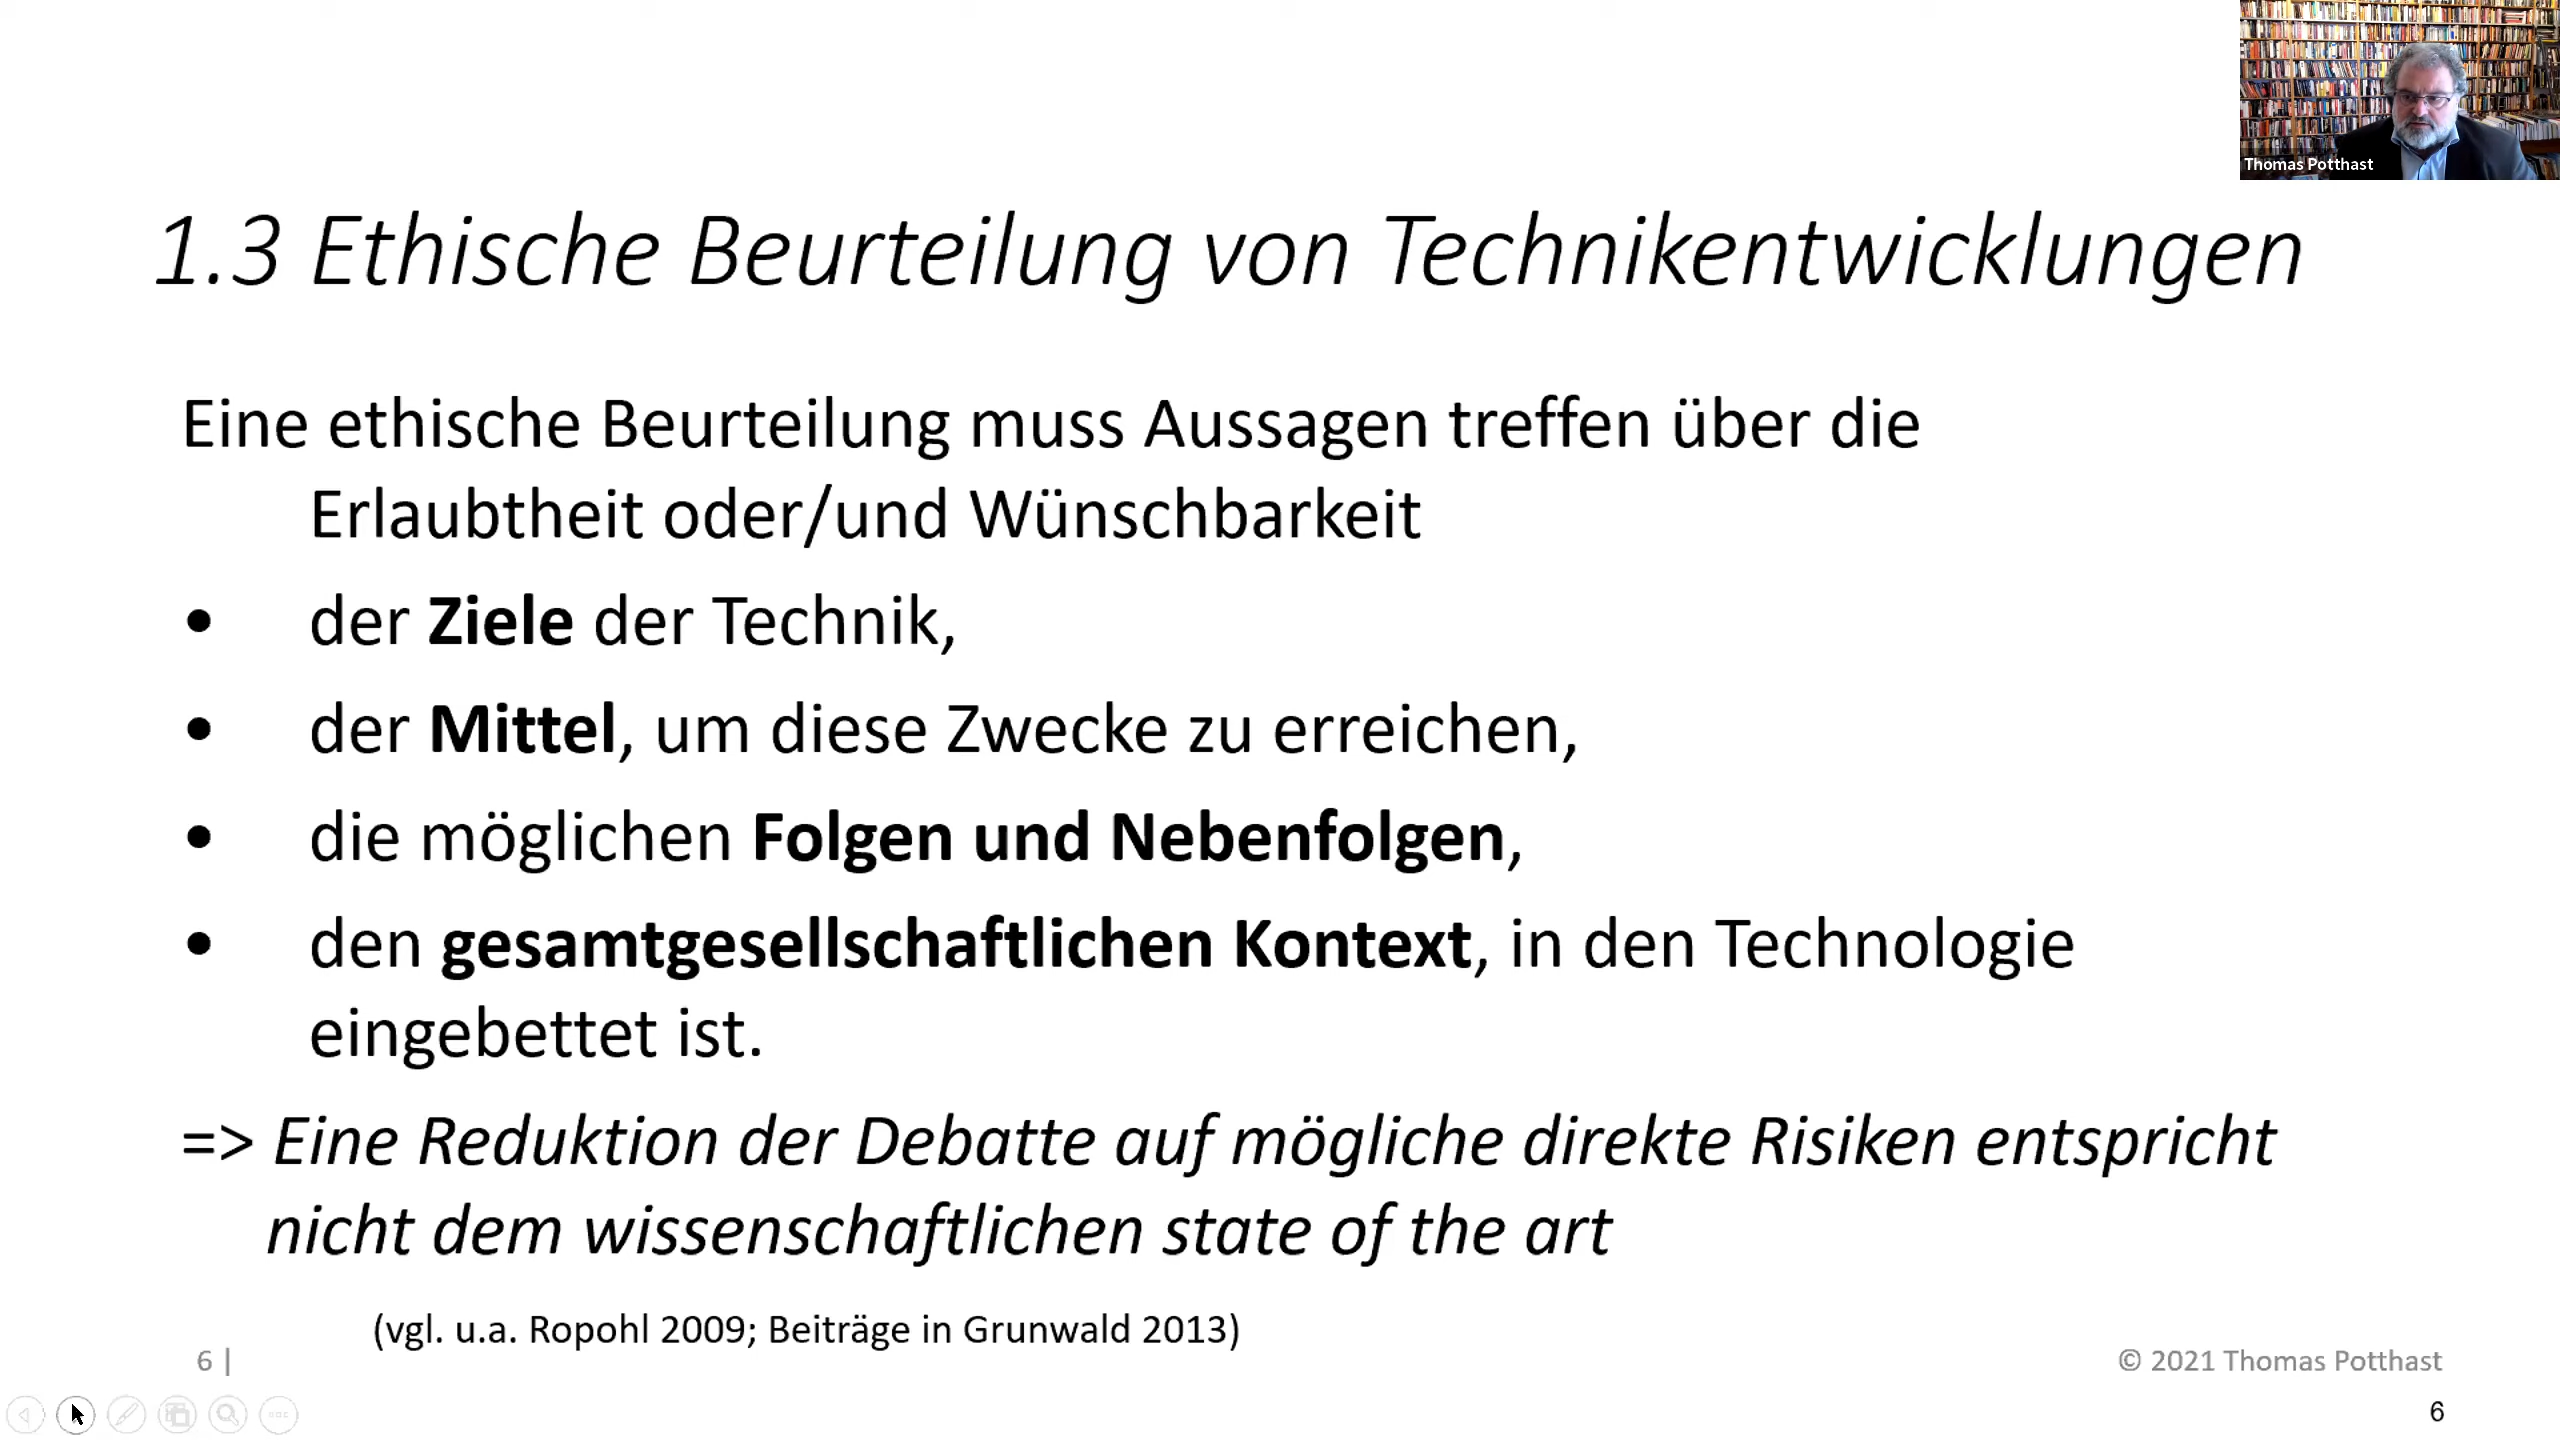 Thomas Potthast
1.3 Ethische Beurteilung von Technikentwicklungen
Eine ethische Beurteilung muss Aussagen treffen über die
Erlaubtheit oder/und Wünschbarkeit
• der Ziele der Technik,
• der Mittel, um diese Zwecke zu erreichen,
• die möglichen Folgen und Nebenfolgen,
• den gesamtgesellschaftlichen Kontext, in den Technologie
eingebettet ist.
=> Eine Reduktion der Debatte auf mögliche direkte Risiken entspricht
nicht dem wissenschaftlichen state of the art
(vgl. u.a. Ropohl 2009; Beiträge in Grunwald 2013)
6 |
© 2021 Thomas Potthast
6